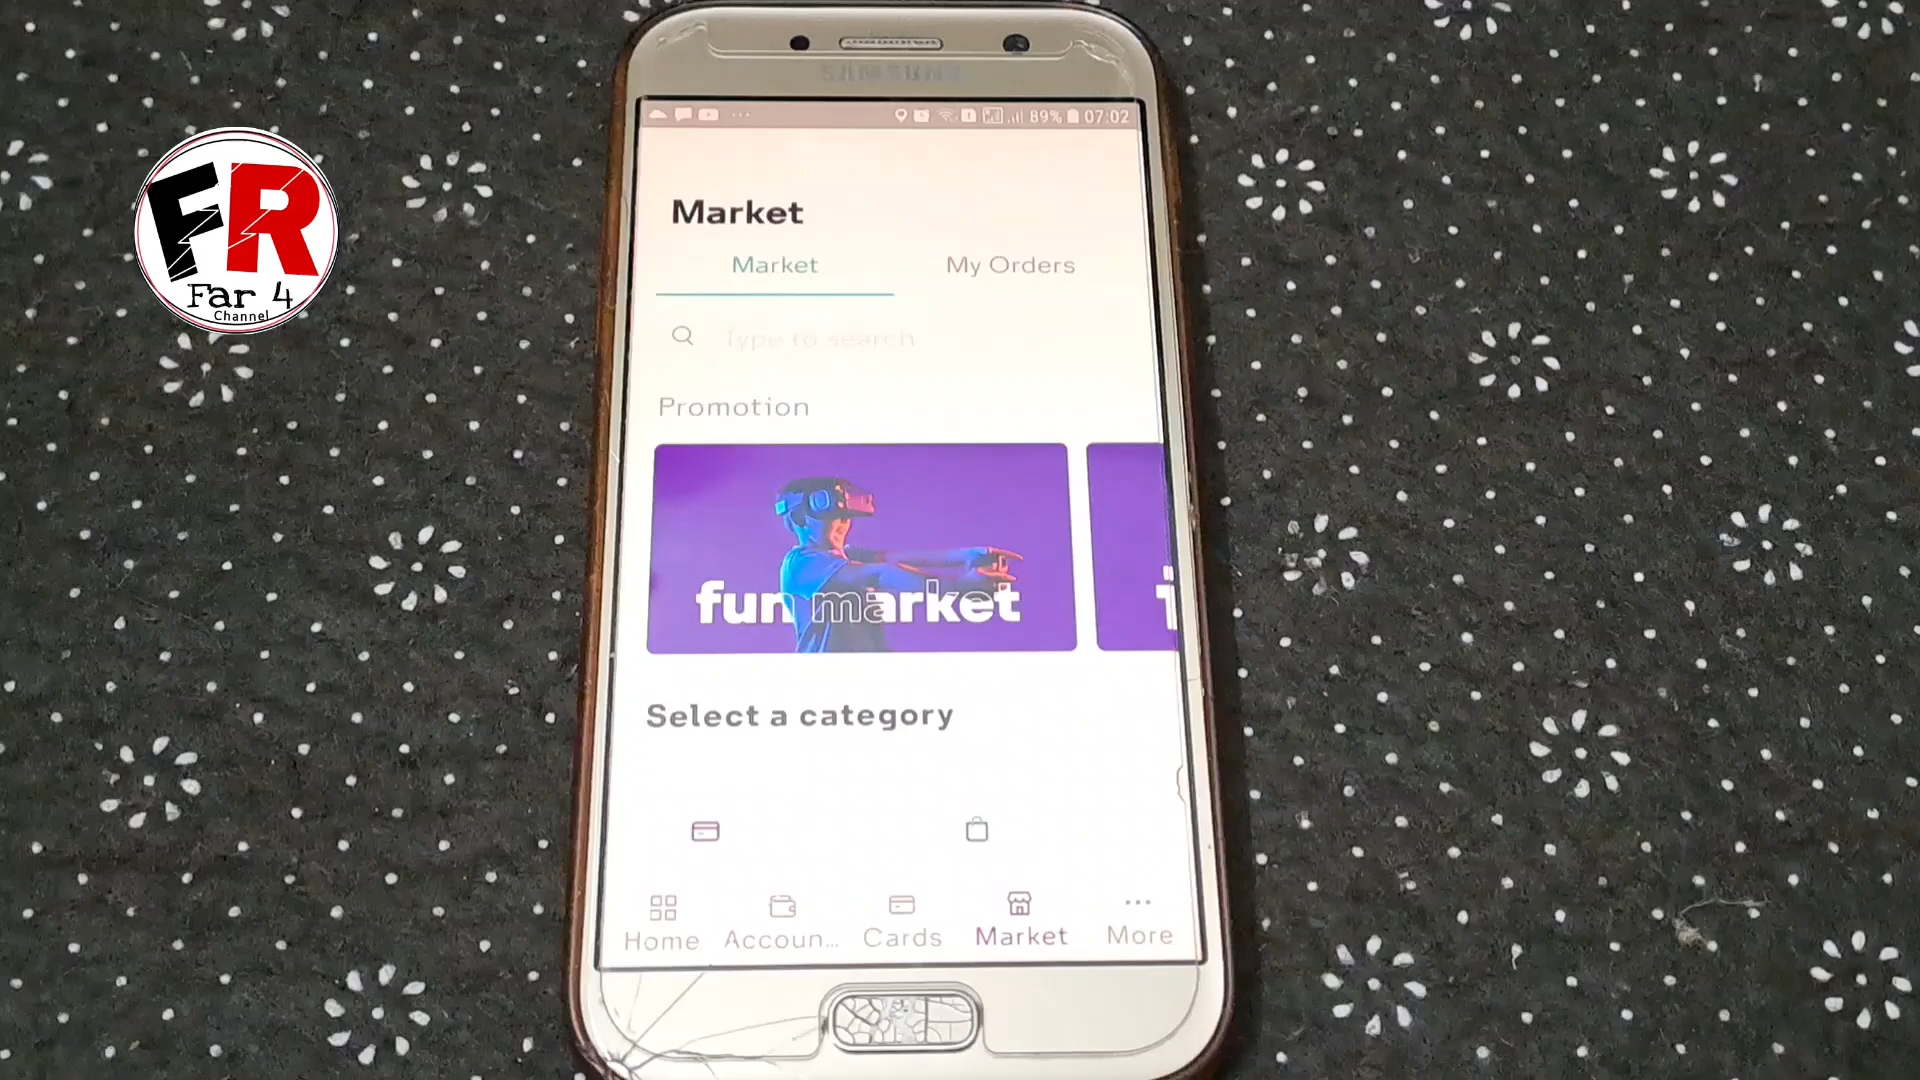 FR
Far 4
Channel
SAMSUNG
89% 07:02
Market
Market
My Orders
Type to search
Promotion
fun market
Select a category
Home
Accoun...
Cards
Market
More